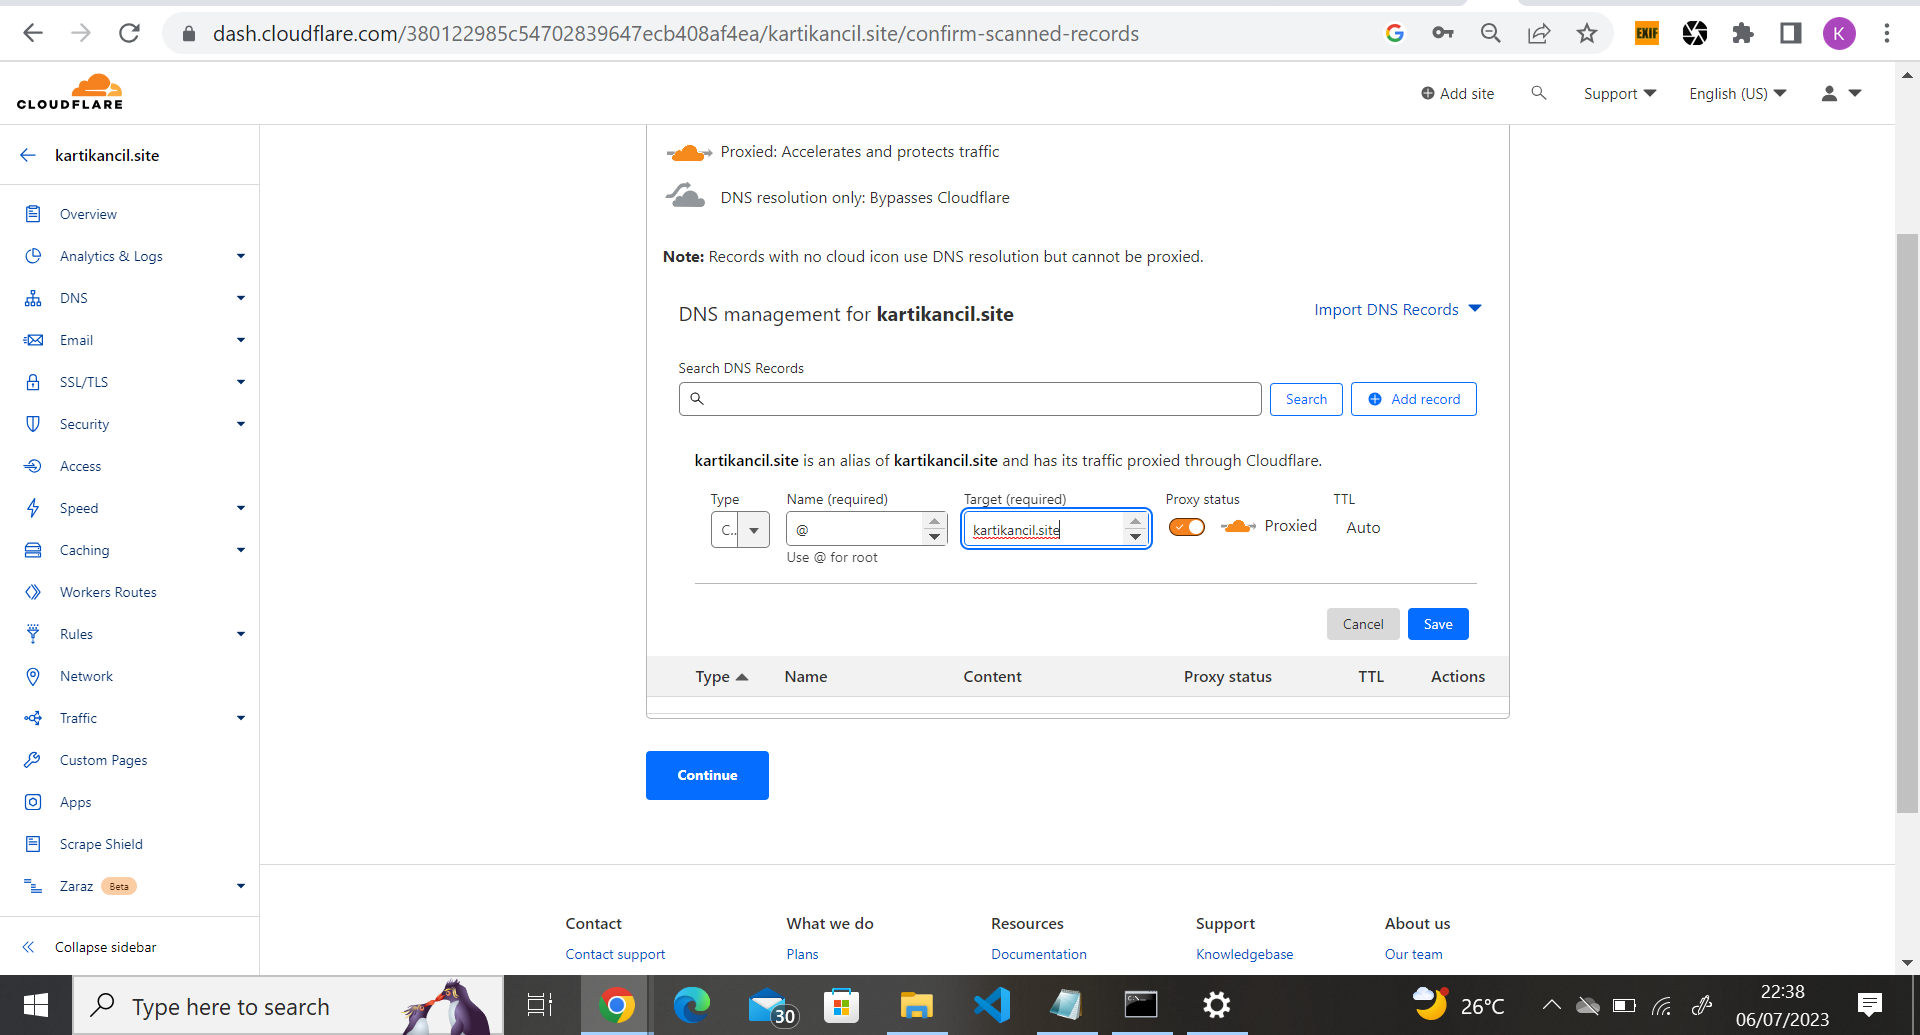 dash.cloudflare.com/380122985c54702839647ecb408af4ea/kartikancil.site/confirm-scanned-records
EXIF
K
CLOUDFLARE
Add site
Support
English (US)
kartikancil.site
Overview
Analytics & Logs
DNS
Email
SSL/TLS
Security
Access
Speed
Caching
Workers Routes
Rules
Network
Traffic
Custom Pages
Apps
Scrape Shield
Zaraz Beta
Collapse sidebar
Proxied: Accelerates and protects traffic
DNS resolution only: Bypasses Cloudflare
Note: Records with no cloud icon use DNS resolution but cannot be proxied.
DNS management for kartikancil.site
Import DNS Records
Search DNS Records
Search
Add record
kartikancil.site is an alias of kartikancil.site and has its traffic proxied through Cloudflare.
Type Name (required) Target (required) Proxy status TTL
C.. @ kartikancil.site Proxied Auto
Use @ for root
Cancel Save
Type Name Content Proxy status TTL Actions
Continue
Contact What we do Resources Support About us
Contact support Plans Documentation Knowledgebase Our team
Type here to search
30
26°C
22:38
06/07/2023